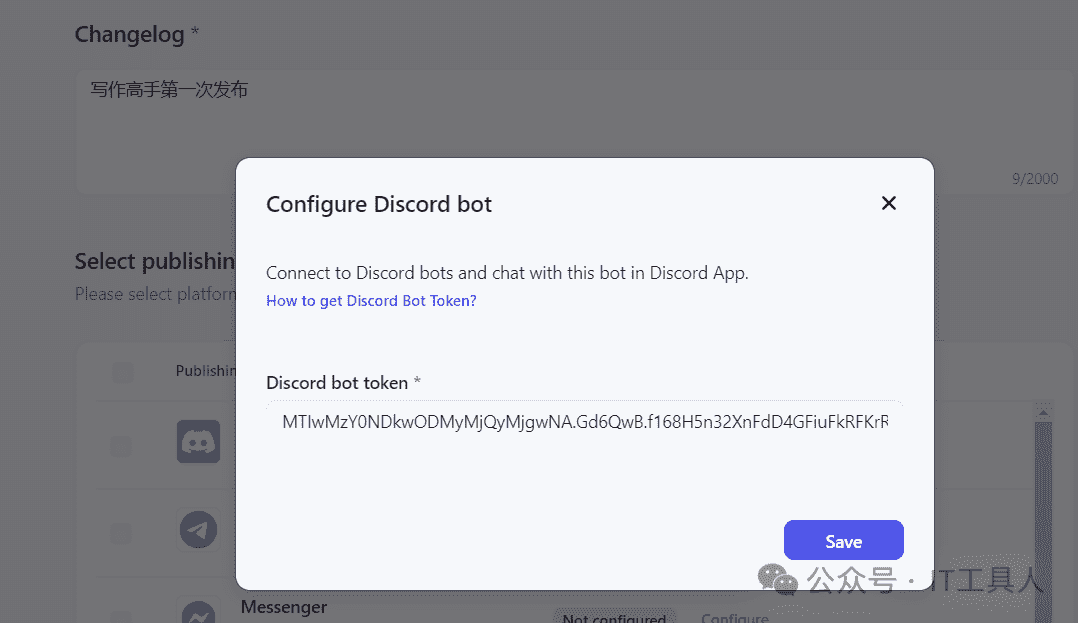 Changelog *
写作高手第一次发布
9/2000
Configure Discord bot
Select publishin
Connect to Discord bots and chat with this bot in Discord App.
Please select platform
How to get Discord Bot Token?
Publishin
Discord bot token *
MTIwMzY0NDkwODMyMjQyMjgwNA.Gd6QwB.f168H5n32XnFdD4GFiuFkRFKrR
Save
公众号 · IT工具人
Messenger
Not configured
Configure